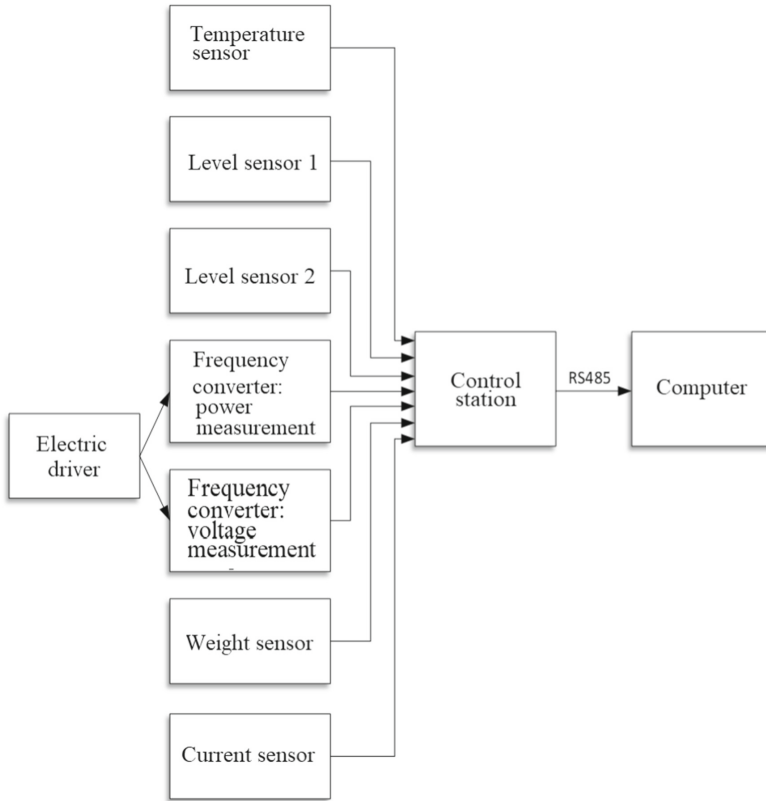 Temperature
sensor
Level sensor 1
Level sensor 2
Frequency
converter:
power
measurement
Electric
driver
Frequency
converter:
voltage
measurement
Weight sensor
Current sensor
Control
station
RS485
Computer